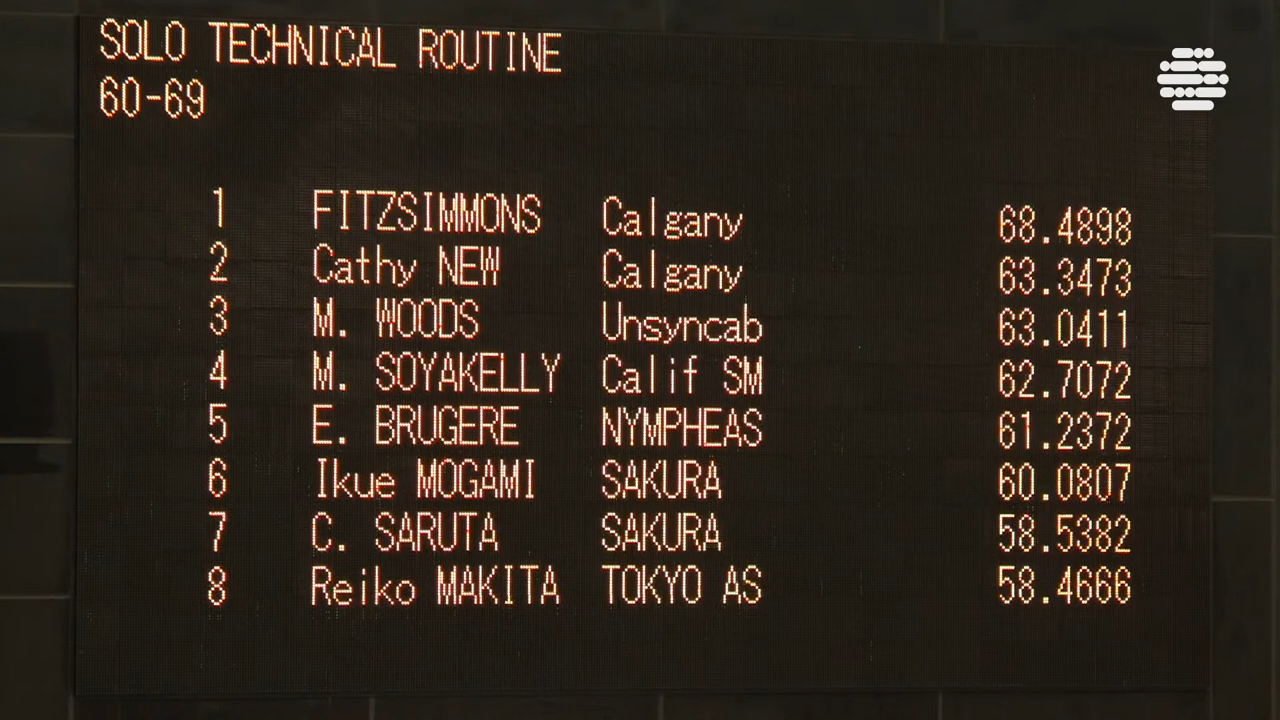 SOLO TECHNICAL ROUTINE
60-69
1 FITZSIMMONS Calgany 68.4898
2 Cathy NEW Calgany 63.3473
3 M. WOODS Unsyncab 63.0411
4 M. SOYAKELLY Calif SM 62.7072
5 E. BRUGERE NYMPHEAS 61.2372
6 Ikue MOGAMI SAKURA 60.0807
7 C. SARUTA SAKURA 58.5382
8 Reiko MAKITA TOKYO AS 58.4666